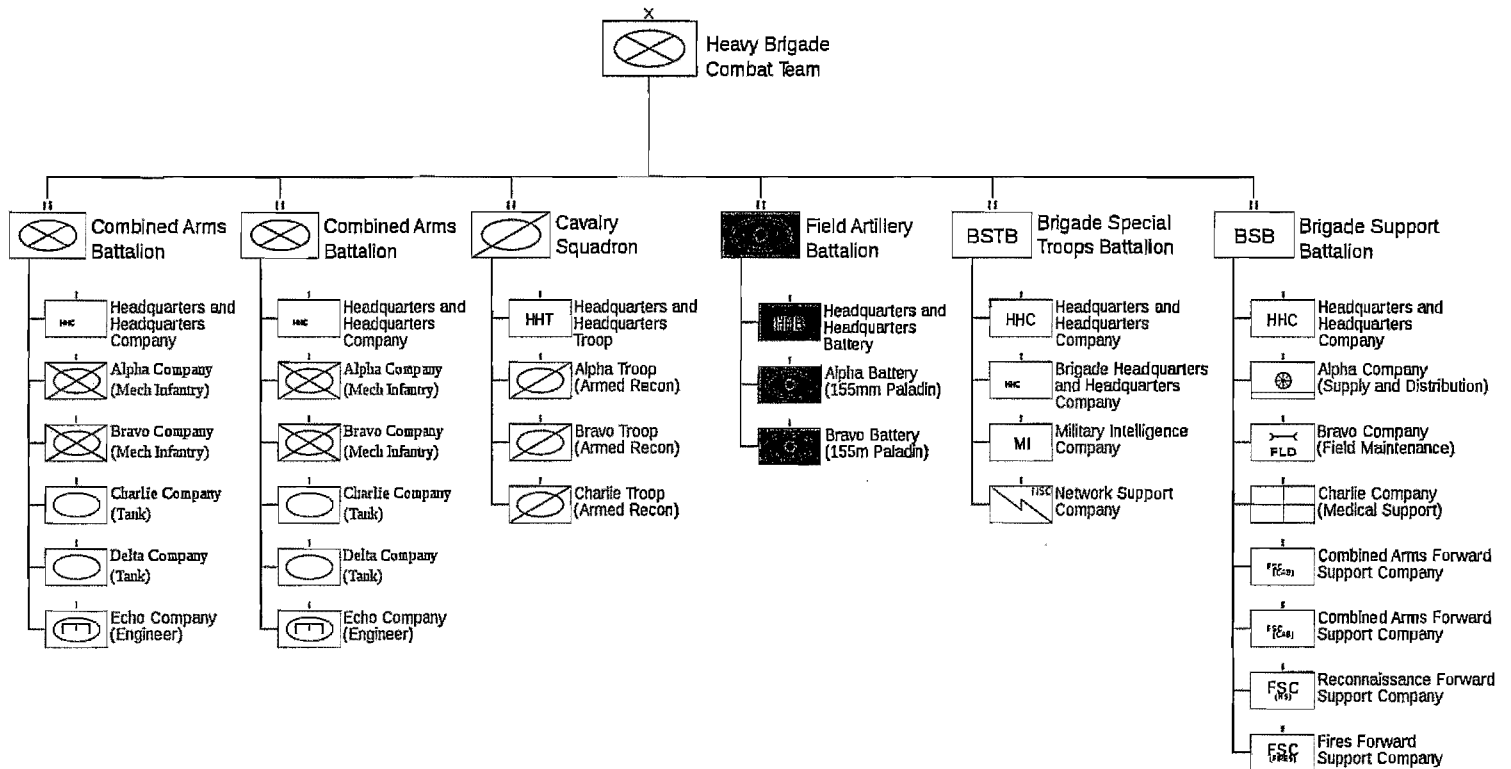 X
Heavy Brigade
Combat Team
Combined Arms
Battalion
HHC
Headquarters and
Headquarters
Company
Alpha Company
(Mech Infantry)
Bravo Company
(Mech Infantry)
Charlie Company
(Tank)
Delta Company
(Tank)
Echo Company
(Engineer)
Combined Arms
Battalion
HHC
Headquarters and
Headquarters
Company
Alpha Company
(Mech Infantry)
Bravo Company
(Mech Infantry)
Charlie Company
(Tank)
Delta Company
(Tank)
Echo Company
(Engineer)
Cavalry
Squadron
HHT
Headquarters and
Headquarters
Troop
Alpha Troop
(Armed Recon)
Bravo Troop
(Armed Recon)
Charlie Troop
(Armed Recon)
Field Artillery
Battalion
HHB
Headquarters and
Headquarters
Battery
Alpha Battery
(155mm Paladin)
Bravo Battery
(155m Paladin)
BSTB
Brigade Special
Troops Battalion
HHC
Headquarters and
Headquarters
Company
HHC
Brigade Headquarters
and Headquarters
Company
MI
Military Intelligence
Company
Network Support
Company
BSB
Brigade Support
Battalion
HHC
Headquarters and
Headquarters
Company
Alpha Company
(Supply and Distribution)
FLD
Bravo Company
(Field Maintenance)
Charlie Company
(Medical Support)
FSC
(CAB)
Combined Arms Forward
Support Company
FSC
(CAB)
Combined Arms Forward
Support Company
FSC
(RS)
Reconnaissance Forward
Support Company
FSC
(FIRES)
Fires Forward
Support Company